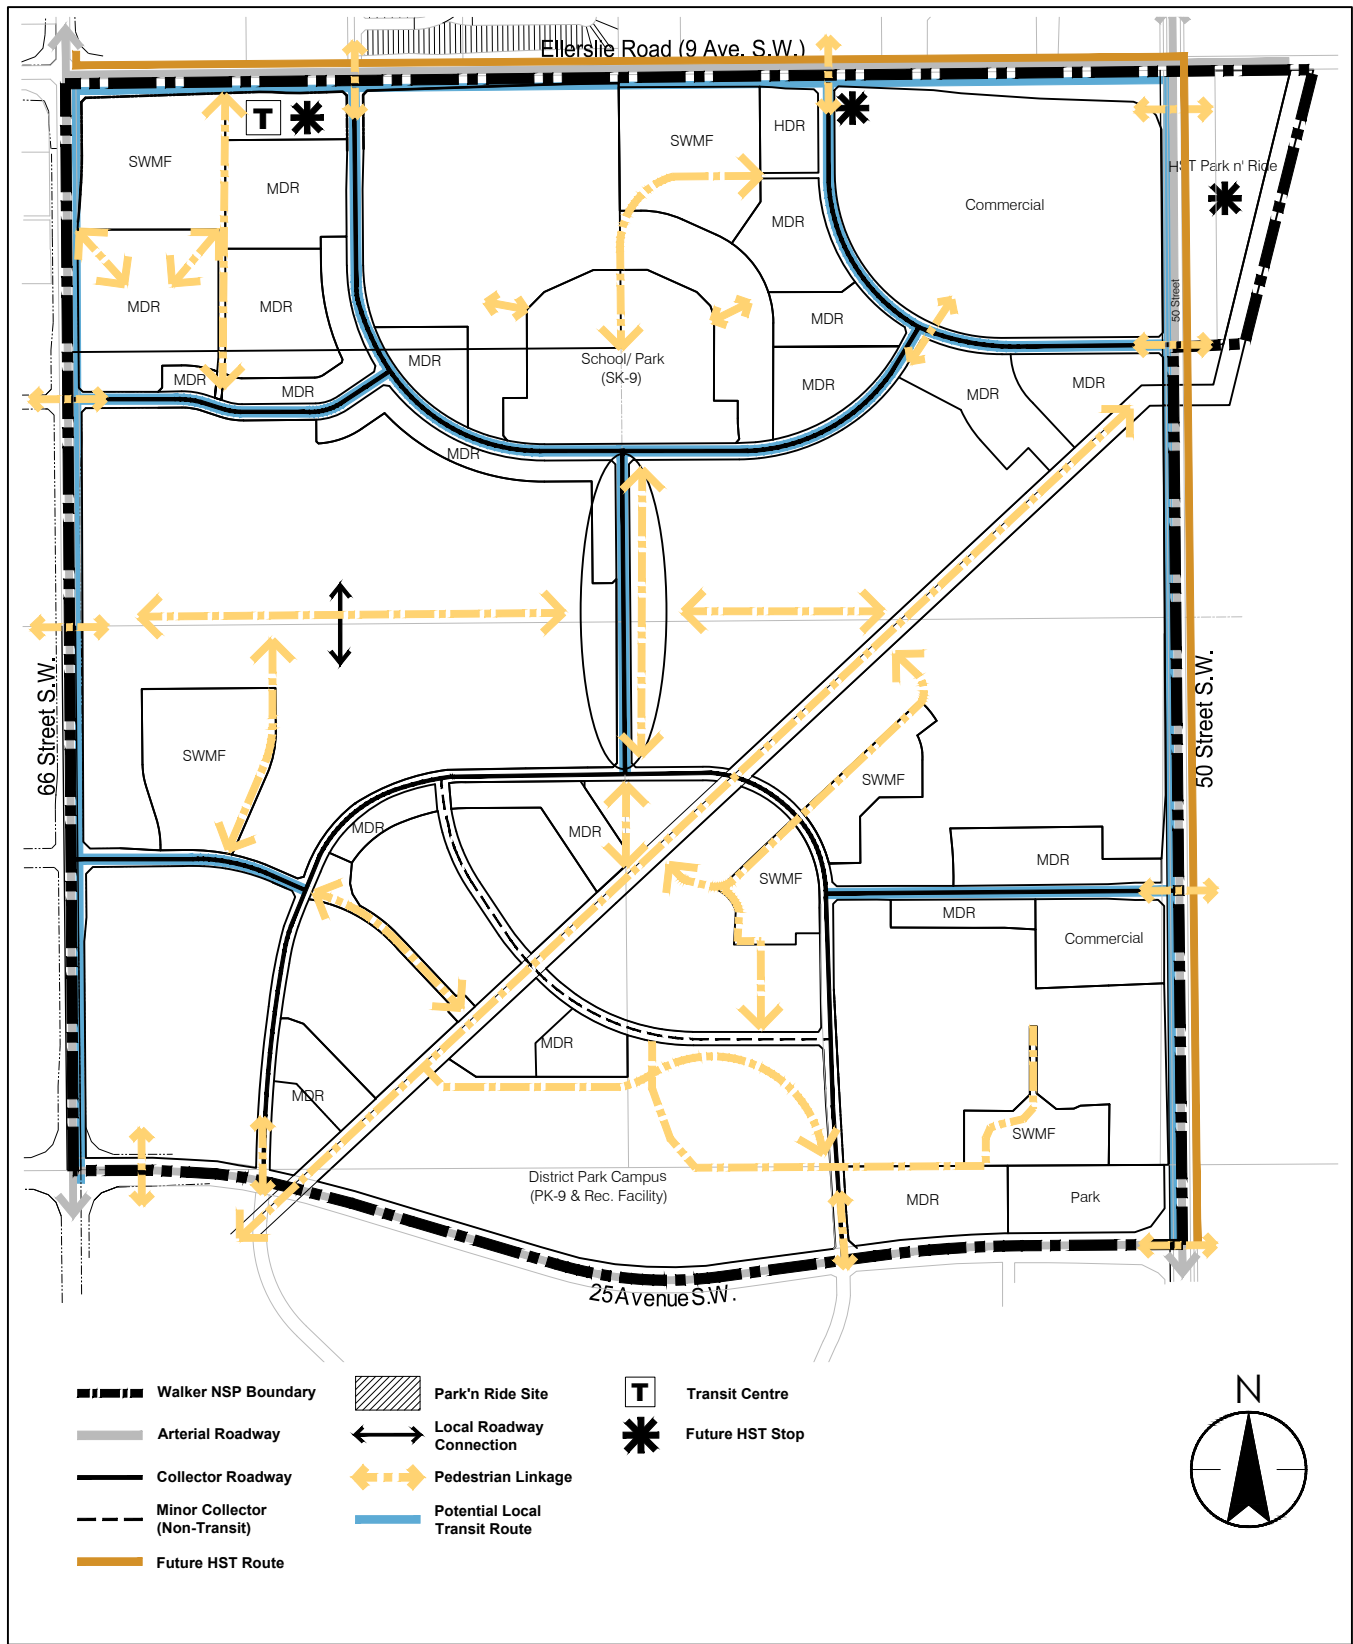 Ellerslie Road (9 Ave. S.W.)
T
SWMF
HDR
SWMF
HST Park n' Ride
MDR
Commercial
MDR
MDR
MDR
50 Street
MDR
MDR
School/ Park
(SK-9)
MDR
MDR
MDR
MDR
MDR
MDR
66 Street S.W.
50 Street S.W.
SWMF
SWMF
MDR
MDR
MDR
SWMF
MDR
Commercial
MDR
MDR
SWMF
District Park Campus
(PK-9 & Rec. Facility)
MDR
Park
25 Avenue S.W.
Walker NSP Boundary
Arterial Roadway
Collector Roadway
Minor Collector
(Non-Transit)
Future HST Route
Park'n Ride Site
Local Roadway
Connection
Pedestrian Linkage
Potential Local
Transit Route
T
Transit Centre
Future HST Stop
N